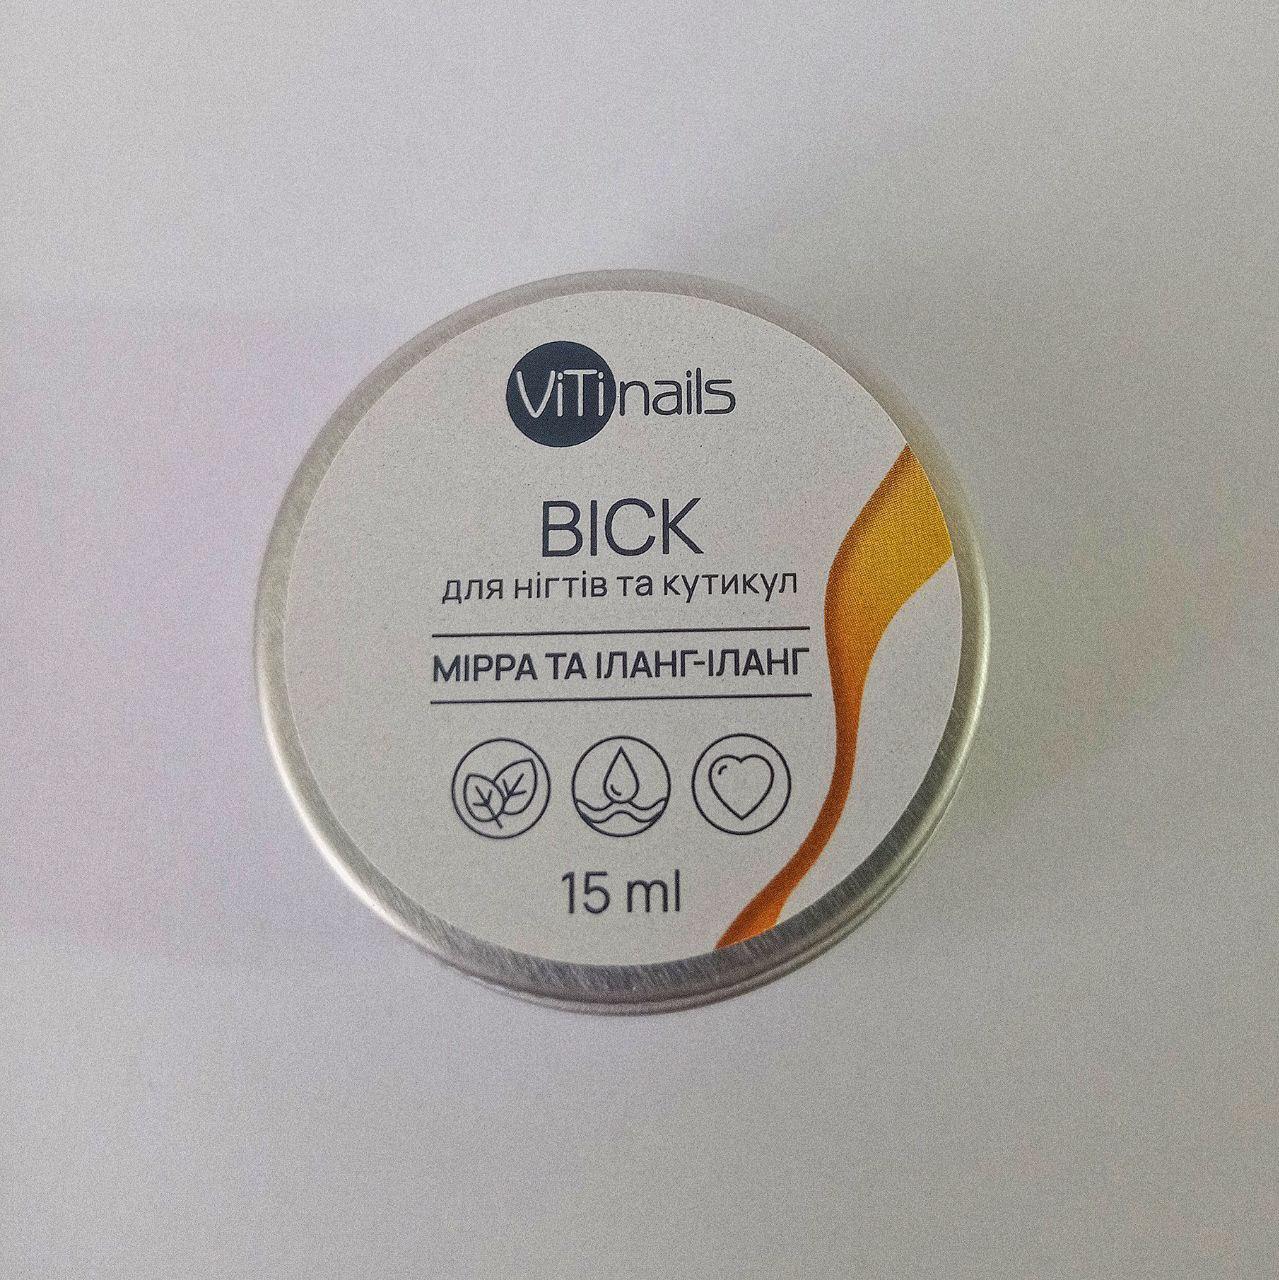 ViTinails
ВІСК
для нігтів та кутикул
МІРРА ТА ІЛАНГ-ІЛАНГ
15 ml